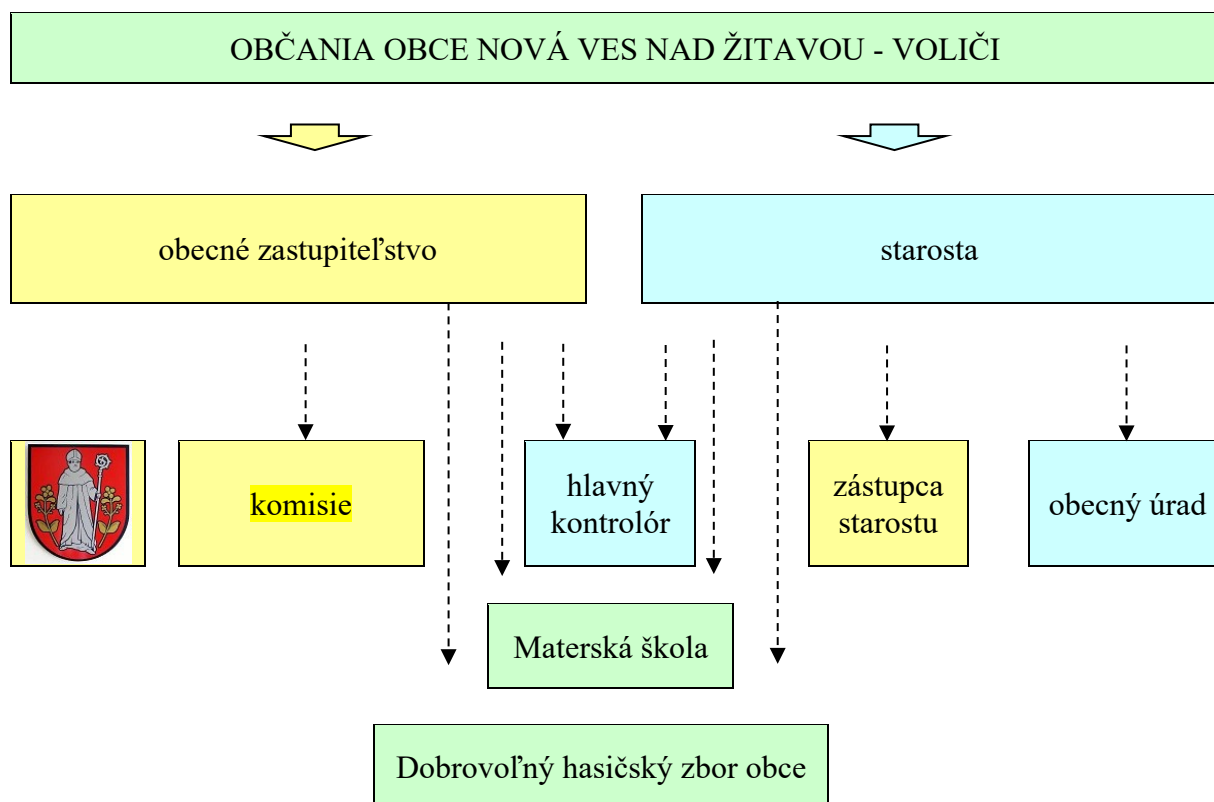 OBČANIA OBCE NOVÁ VES NAD ŽITAVOU - VOLIČI
obecné zastupiteľstvo
starosta
komisie
hlavný
kontrolór
zástupca
starostu
obecný úrad
Materská škola
Dobrovoľný hasičský zbor obce